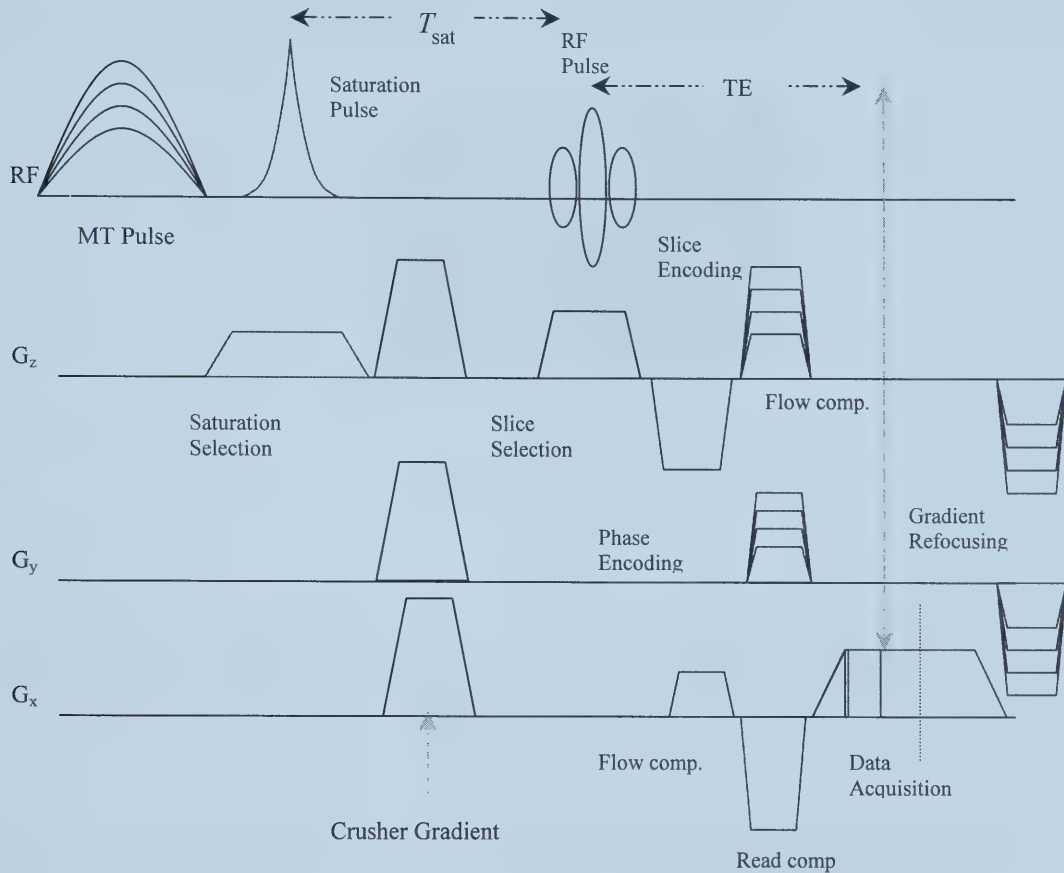 T_sat
RF
Pulse
Saturation
Pulse
TE
RF
MT Pulse
Slice
Encoding
G_z
Flow comp.
Saturation
Selection
Slice
Selection
Gradient
Refocusing
Phase
Encoding
G_y
G_x
Flow comp.
Data
Acquisition
Crusher Gradient
Read comp